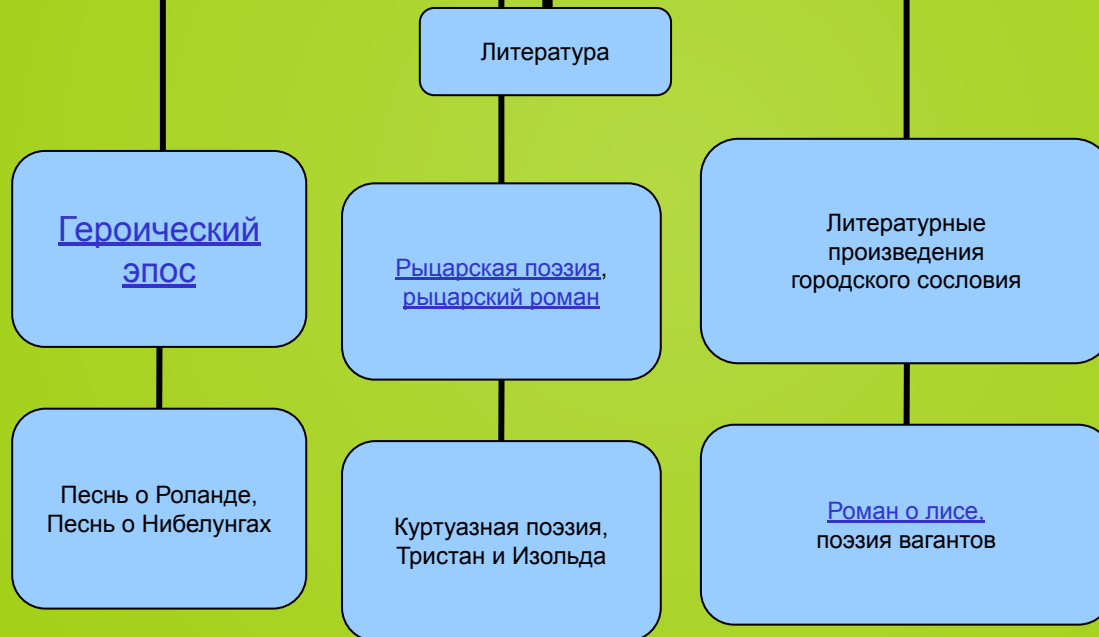 Литература
Героический
эпос
Рыцарская поэзия,
рыцарский роман
Литературные
произведения
городского сословия
Песнь о Роланде,
Песнь о Нибелунгах
Куртуазная поэзия,
Тристан и Изольда
Роман о лисе,
поэзия вагантов